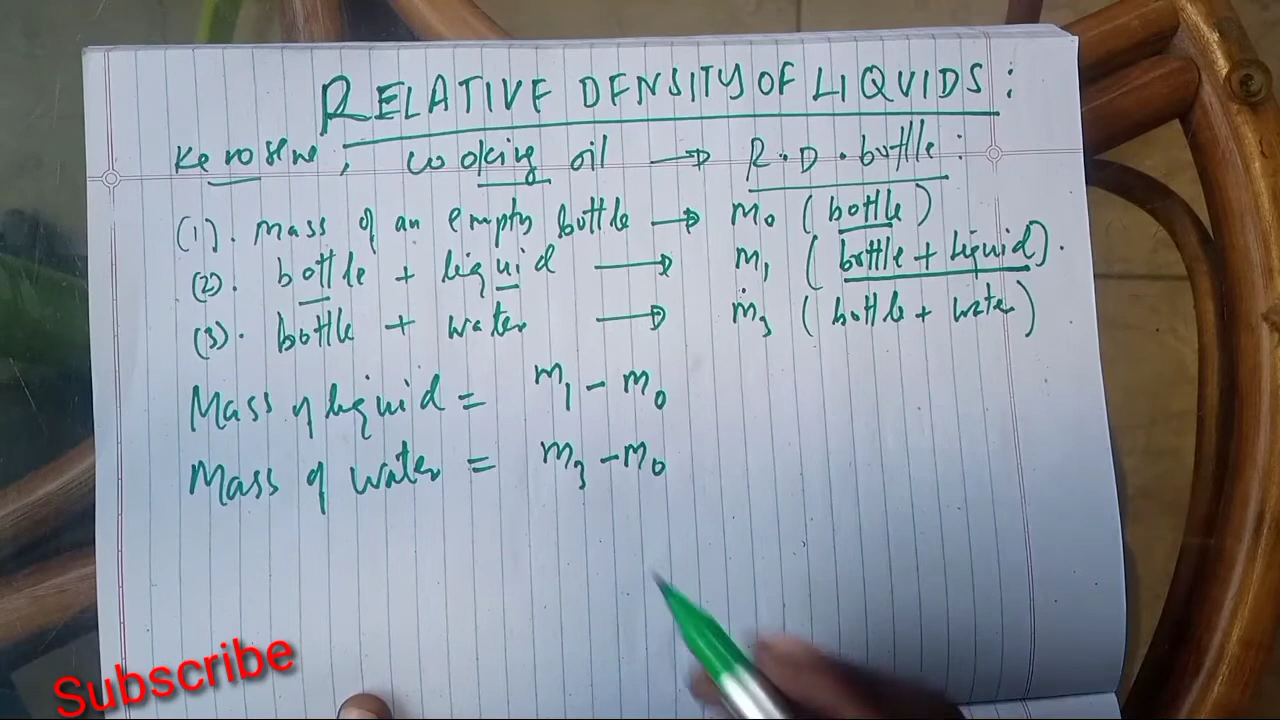 RELATIVE DENSITY OF LIQUIDS:
Kerosene, cooking oil → R.D. bottle:
(1). Mass of an empty bottle → m₀ (bottle)
(2). bottle + liquid → m₁ (bottle + liquid).
(3). bottle + water → m₃ (bottle + water)
Mass of liquid = m₁ - m₀
Mass of water = m₃ - m₀
Subscribe